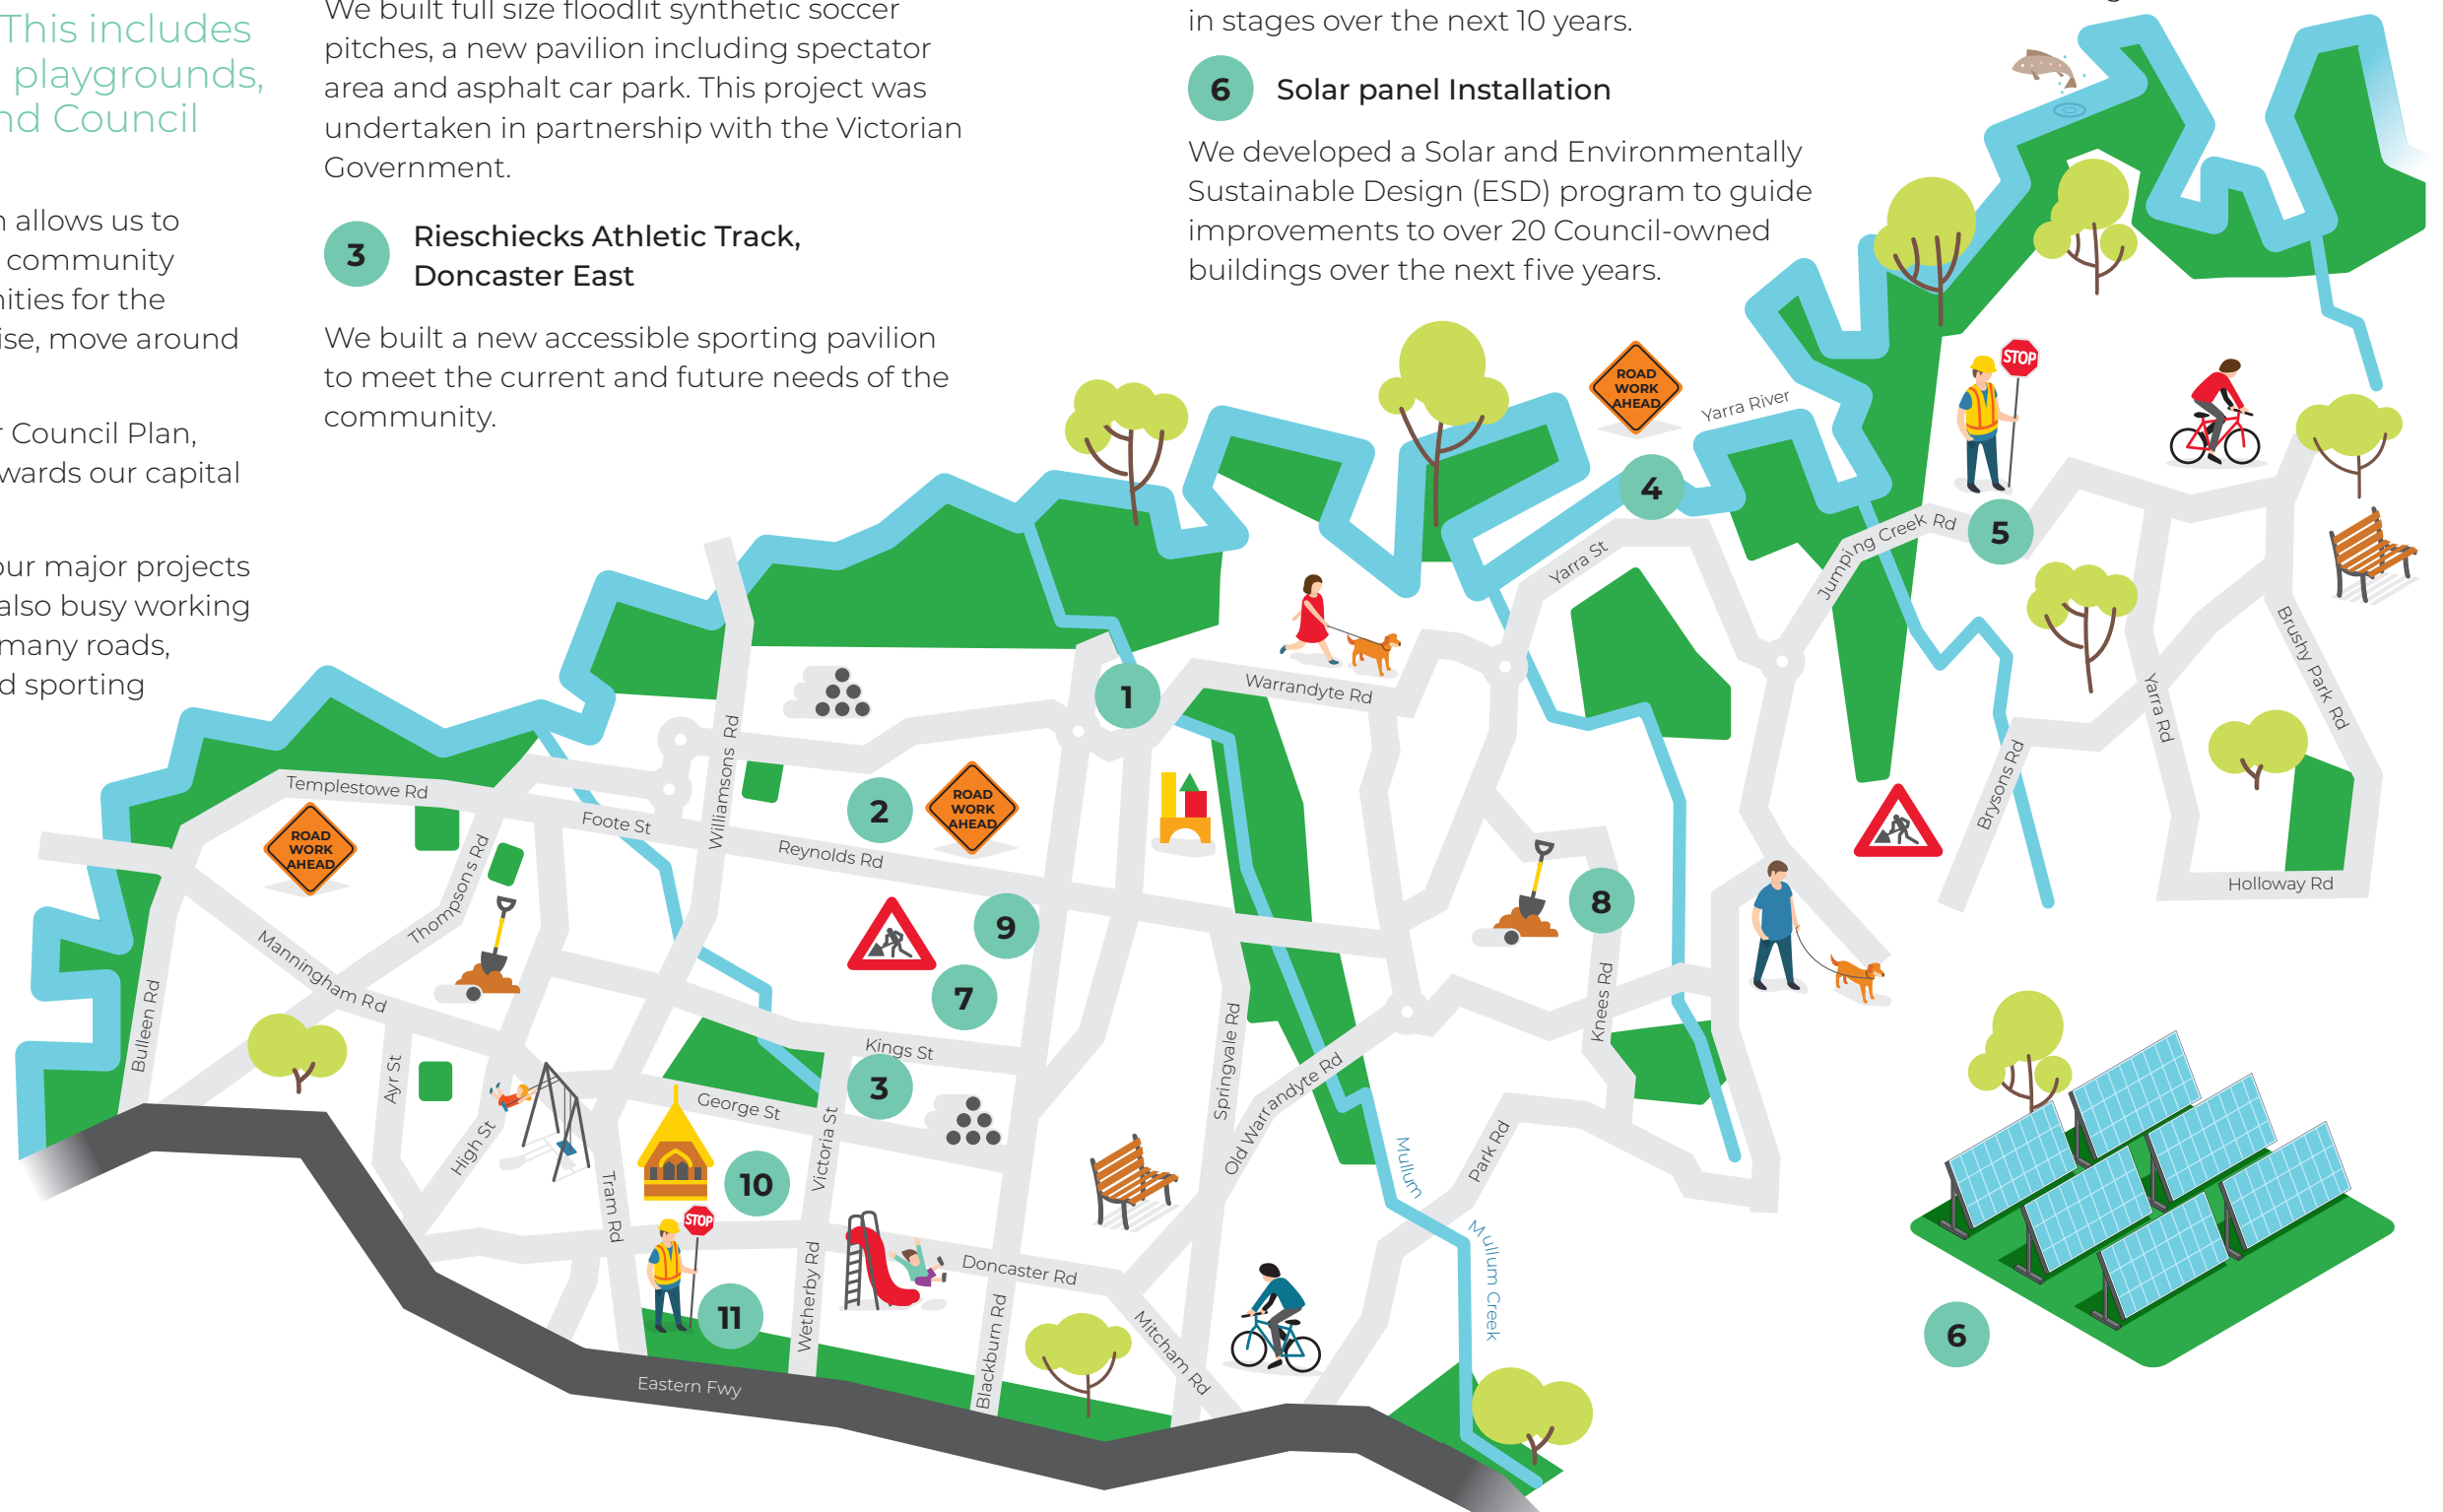 This includes
playgrounds,
nd Council
n allows us to
community
nities for the
ise, move around
r Council Plan,
wards our capital
our major projects
also busy working
many roads,
d sporting
We built full size floodlit synthetic soccer
pitches, a new pavilion including spectator
area and asphalt car park. This project was
undertaken in partnership with the Victorian
Government.
3
Rieschiecks Athletic Track,
Doncaster East
We built a new accessible sporting pavilion
to meet the current and future needs of the
community.
in stages over the next 10 years.
6
Solar panel Installation
We developed a Solar and Environmentally
Sustainable Design (ESD) program to guide
improvements to over 20 Council-owned
buildings over the next five years.
STOP
ROAD
WORK
AHEAD
Yarra River
4
5
Jumping Creek Rd
Yarra St
Warrandyte Rd
1
Brushy Park Rd
Yarra Rd
Brysons Rd
Holloway Rd
Templestowe Rd
ROAD
WORK
AHEAD
Thompsons Rd
Foote St
Williamsons Rd
2
ROAD
WORK
AHEAD
Reynolds Rd
9
7
8
Knees Rd
Manningham Rd
Bulleen Rd
Ayr St
High St
Kings St
3
George St
Victoria St
Springvale Rd
Old Warrandyte Rd
Park Rd
Mullum
Mullum Creek
Tram Rd
10
STOP
11
Wetherby Rd
Doncaster Rd
Blackburn Rd
Mitcham Rd
Eastern Fwy
6